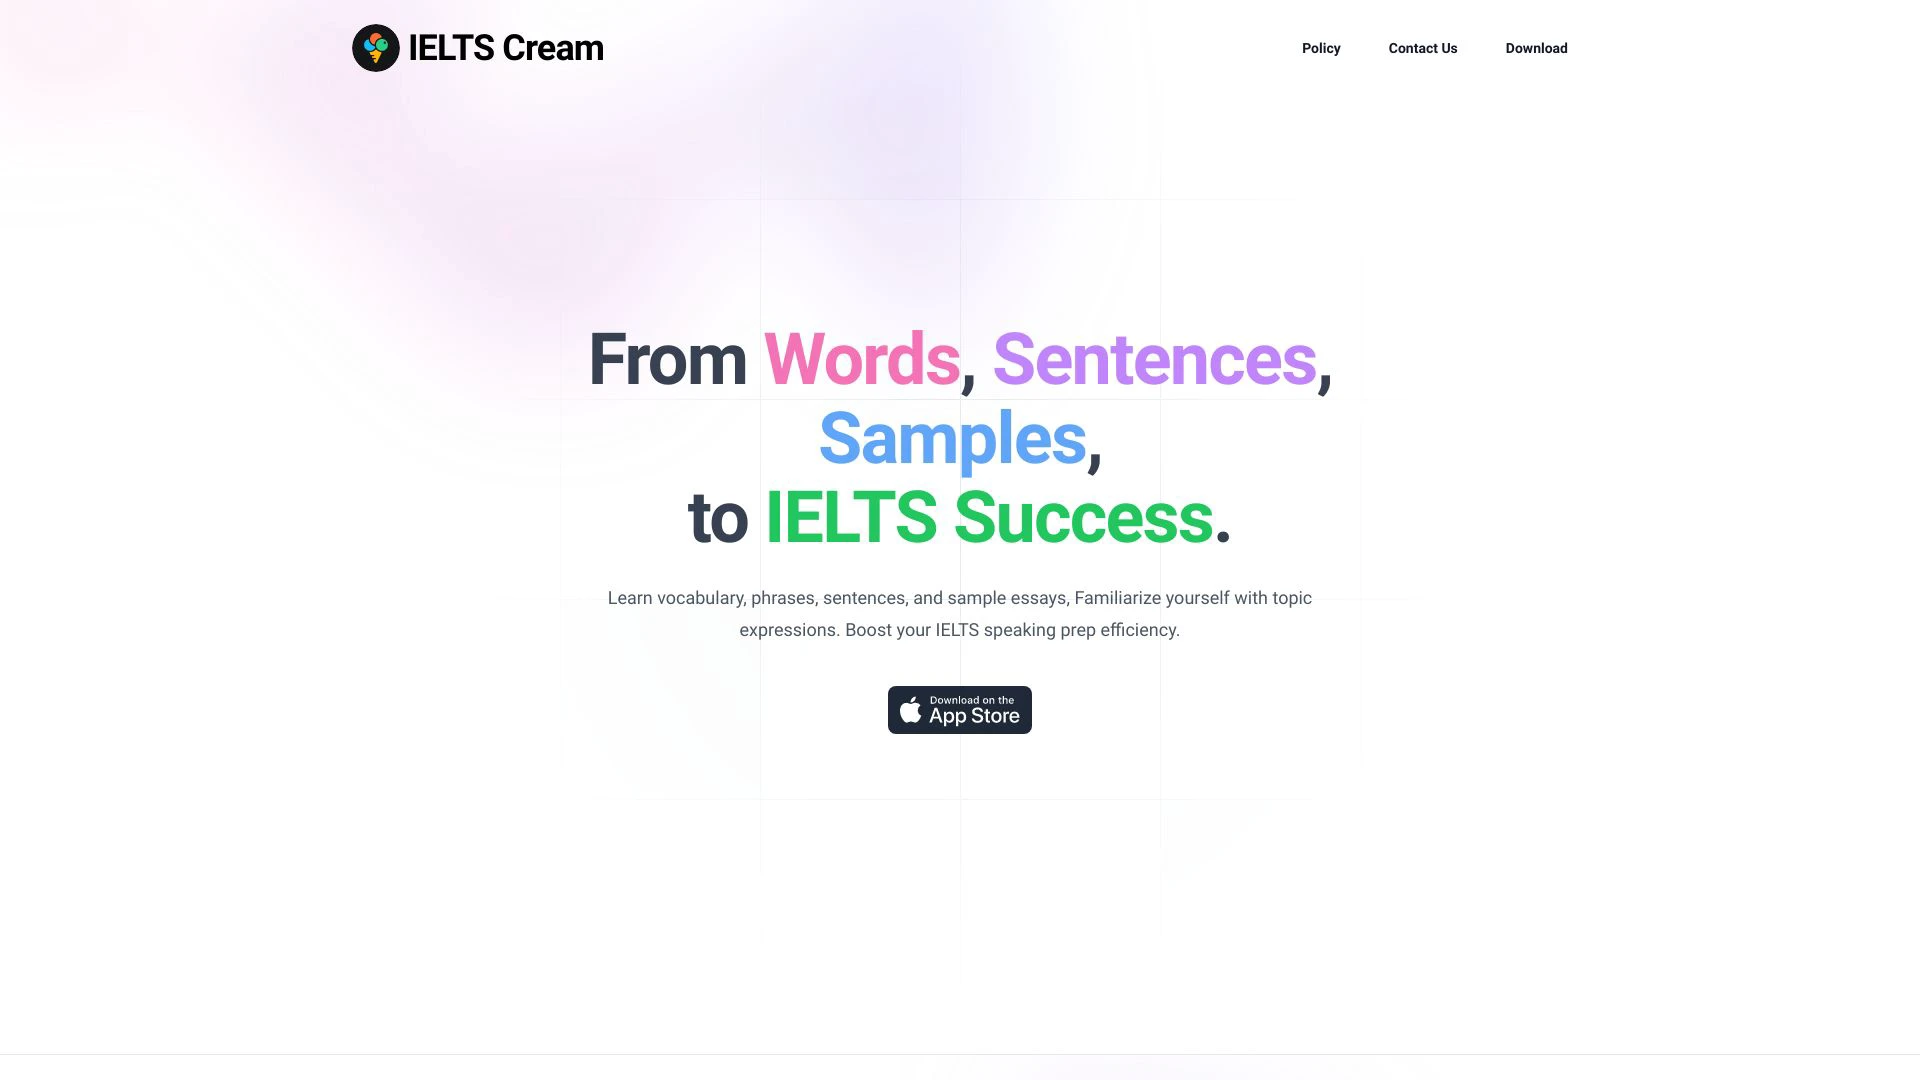 IELTS Cream
Policy
Contact Us
Download
From Words, Sentences,
Samples,
to IELTS Success.
Learn vocabulary, phrases, sentences, and sample essays, Familiarize yourself with topic
expressions. Boost your IELTS speaking prep efficiency.
Download on the
App Store